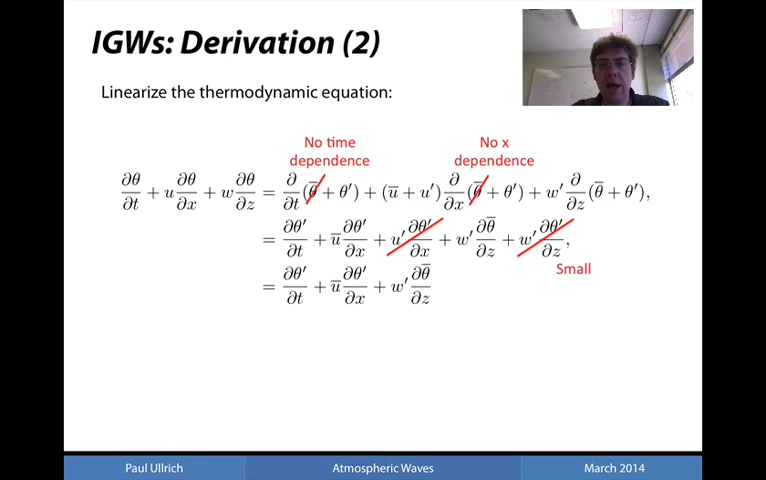 IGWs: Derivation (2)
Linearize the thermodynamic equation:
No time dependence
No x dependence
∂θ/∂t + u ∂θ/∂x + w ∂θ/∂z = ∂/∂t (θ̅ + θ′) + (u̅ + u′) ∂/∂x (θ̅ + θ′) + w′ ∂/∂z (θ̅ + θ′),
= ∂θ′/∂t + u̅ ∂θ′/∂x + u′ ∂θ′/∂x + w′ ∂θ̅/∂z + w′ ∂θ′/∂z,
Small
= ∂θ′/∂t + u̅ ∂θ′/∂x + w′ ∂θ̅/∂z
Paul Ullrich
Atmospheric Waves
March 2014